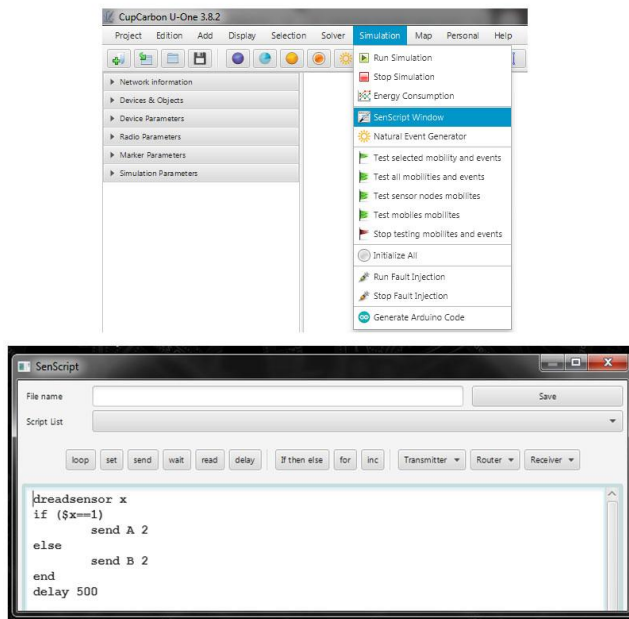 CupCarbon U-One 3.8.2
Project Edition Add Display Selection Solver Simulation Map Personal Help
Run Simulation
Stop Simulation
Energy Consumption
SenScript Window
Natural Event Generator
Test selected mobility and events
Test all mobilities and events
Test sensor nodes mobilites
Test moblies mobilites
Stop testing mobilites and events
Initialize All
Run Fault Injection
Stop Fault Injection
Generate Arduino Code
Network information
Devices & Objects
Device Parameters
Radio Parameters
Marker Parameters
Simulation Parameters
SenScript
File name Save
Script List
loop set send wait read delay If then else for inc Transmitter Router Receiver
dreadsensor x
if ($x==1)
send A 2
else
send B 2
end
delay 500